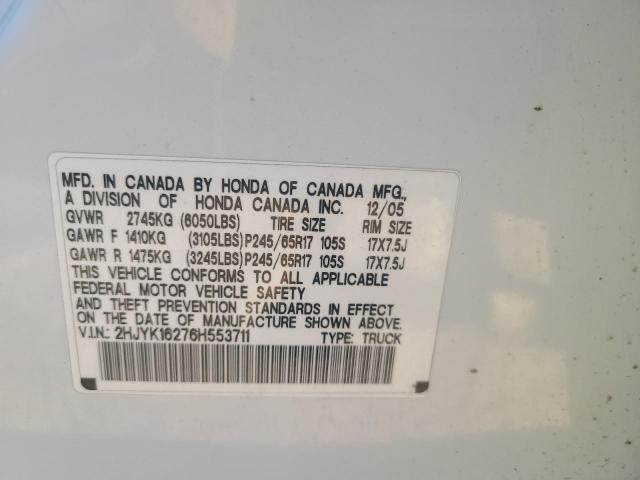 MFD. IN CANADA BY HONDA OF CANADA MFG.,
A DIVISION OF HONDA CANADA INC. 12/05
GVWR 2745KG (6050LBS) TIRE SIZE RIM SIZE
GAWR F 1410KG (3105LBS)P245/65R17 105S 17X7.5J
GAWR R 1475KG (3245LBS)P245/65R17 105S 17X7.5J
THIS VEHICLE CONFORMS TO ALL APPLICABLE
FEDERAL MOTOR VEHICLE SAFETY
AND THEFT PREVENTION STANDARDS IN EFFECT
ON THE DATE OF MANUFACTURE SHOWN ABOVE.
V.I.N.: 2HJYK16276H553711 TYPE: TRUCK